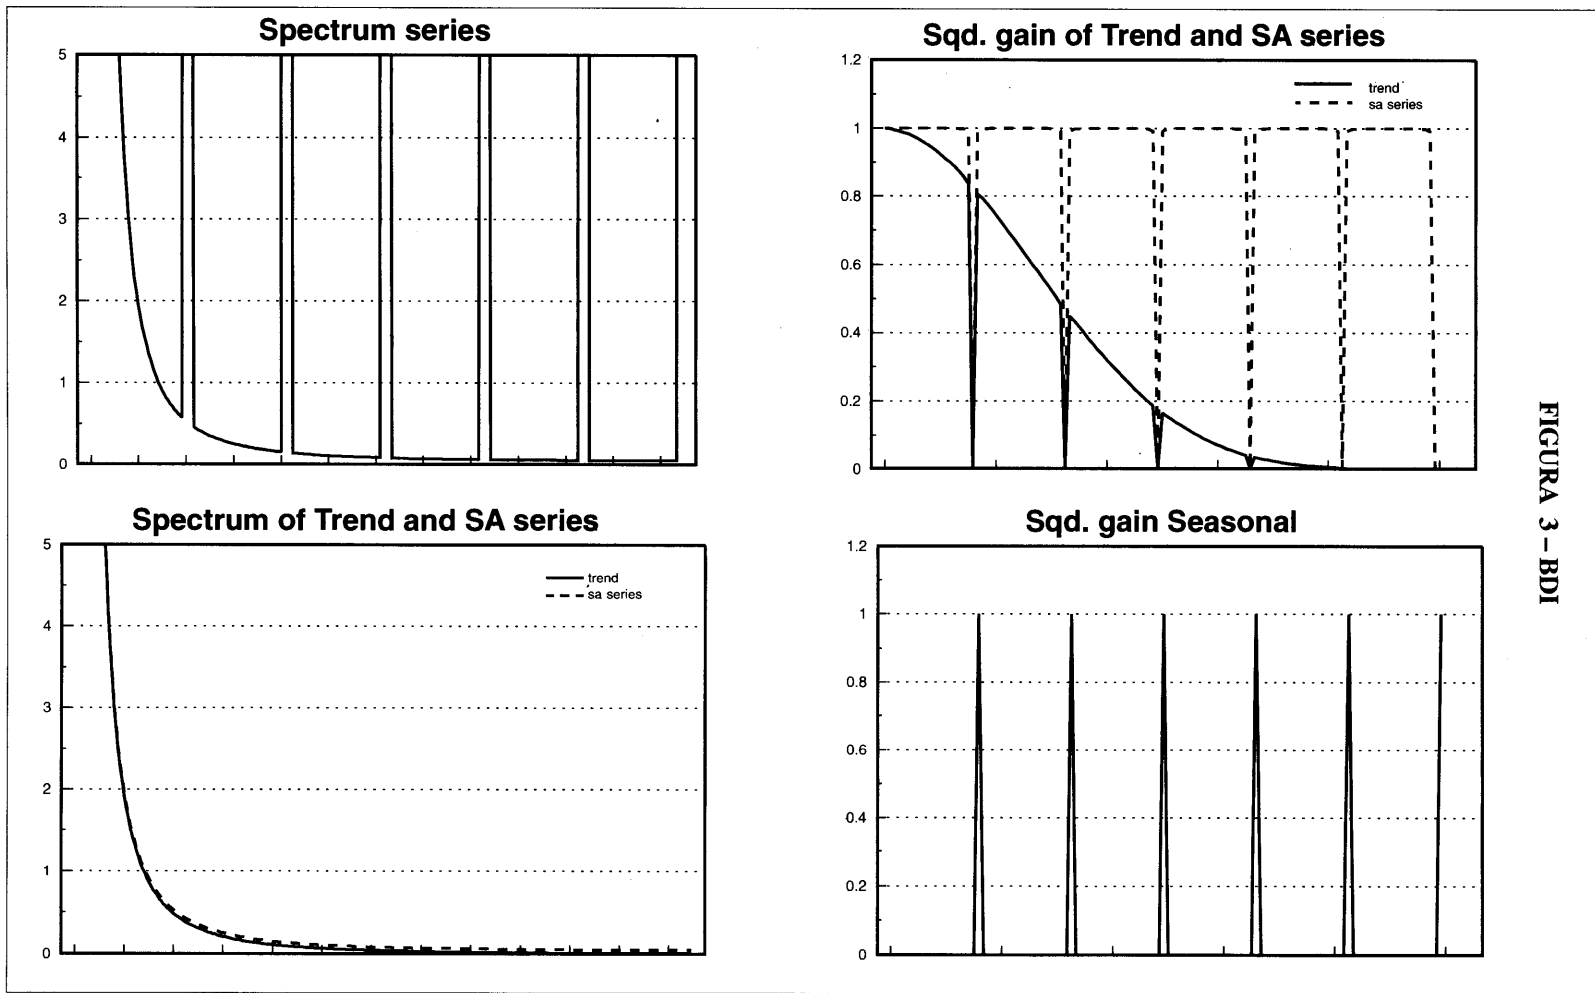 Spectrum series
5
4
3
2
1
0
Sqd. gain of Trend and SA series
1.2
1
0.8
0.6
0.4
0.2
0
trend
sa series
Spectrum of Trend and SA series
5
4
3
2
1
0
trend
sa series
Sqd. gain Seasonal
1.2
1
0.8
0.6
0.4
0.2
0
FIGURA 3 – BDI